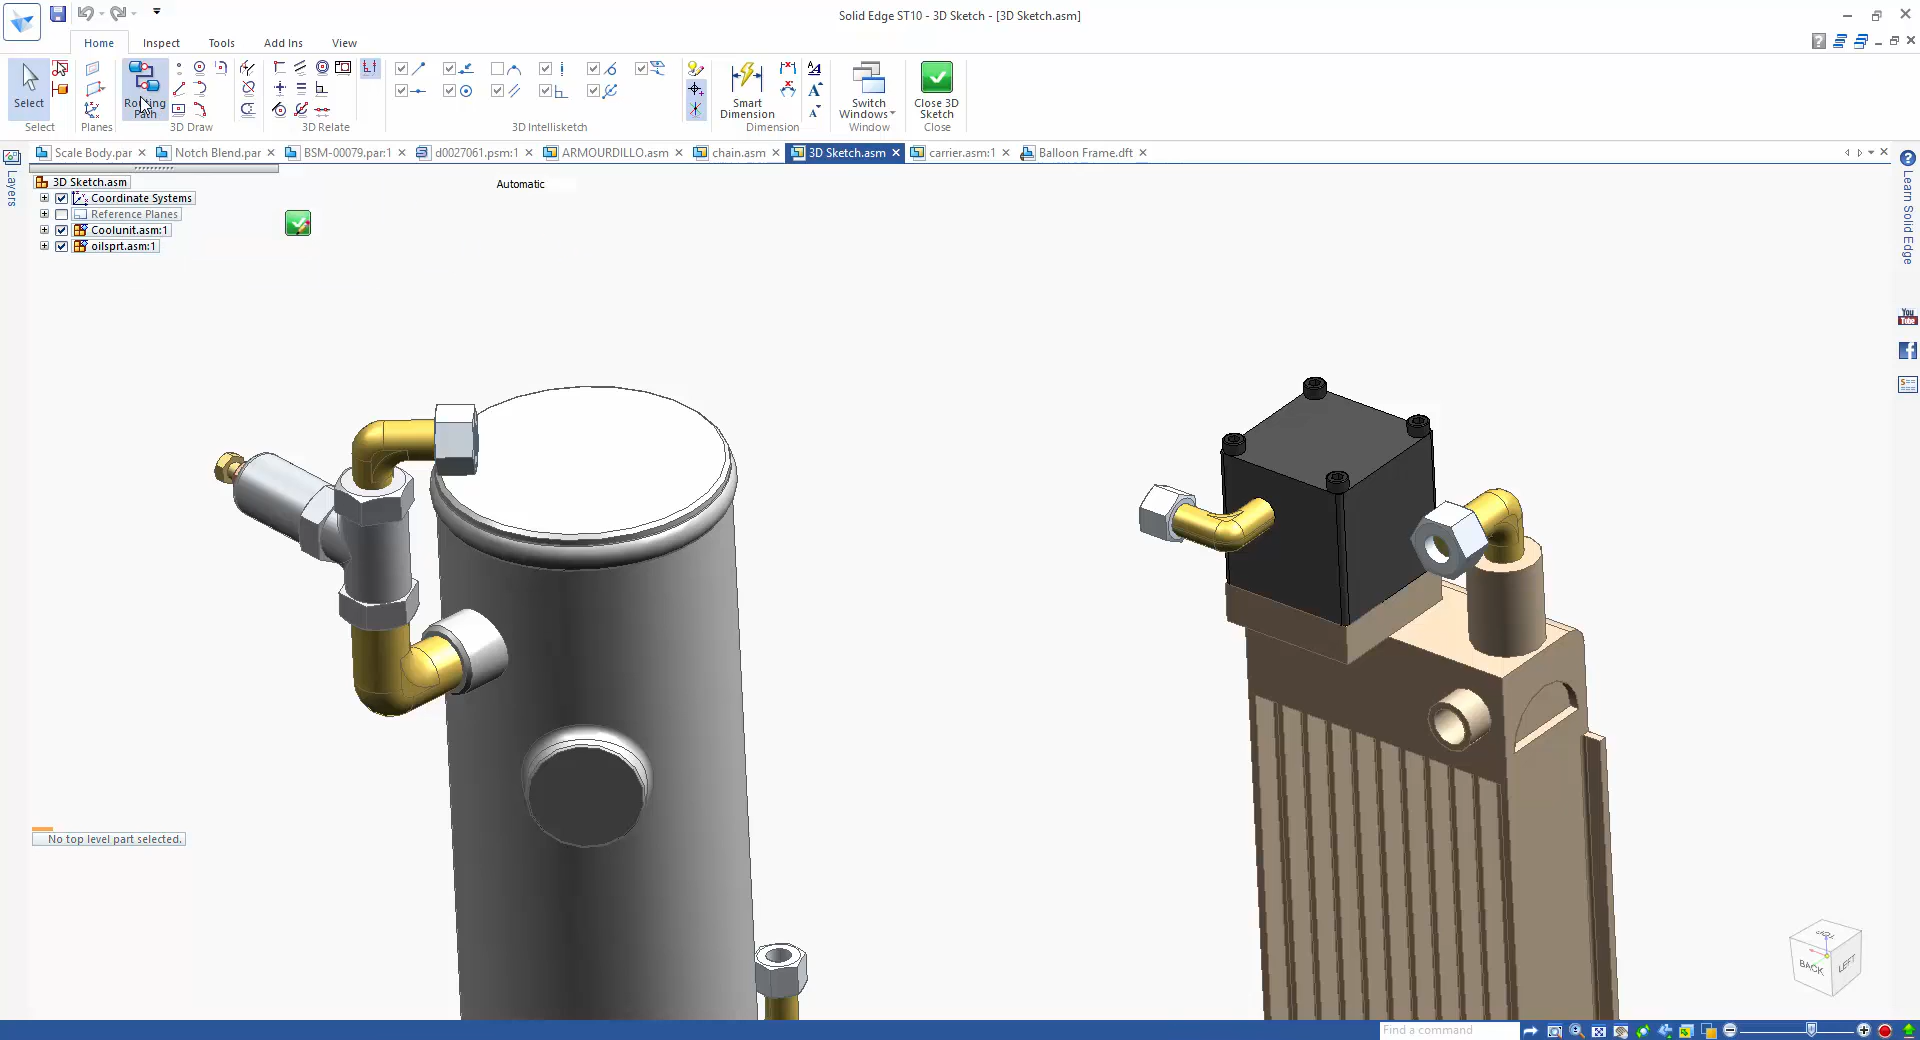 Solid Edge ST10 - 3D Sketch - [3D Sketch.asm]
Home
Inspect
Tools
Add Ins
View
Select
Routing
Path
Smart
Dimension
Switch
Windows
Close 3D
Sketch
Select
Planes
3D Draw
3D Relate
3D Intellisketch
Dimension
Window
Close
Scale Body.par
Notch Blend.par
BSM-00079.par:1
d0027061.psm:1
ARMOURDILLO.asm
chain.asm
3D Sketch.asm
carrier.asm:1
Balloon Frame.dft
Layers
3D Sketch.asm
Automatic
Coordinate Systems
Reference Planes
Coolunit.asm:1
oilsprt.asm:1
Learn Solid Edge
You
Tube
No top level part selected.
TOP
BACK
LEFT
Find a command